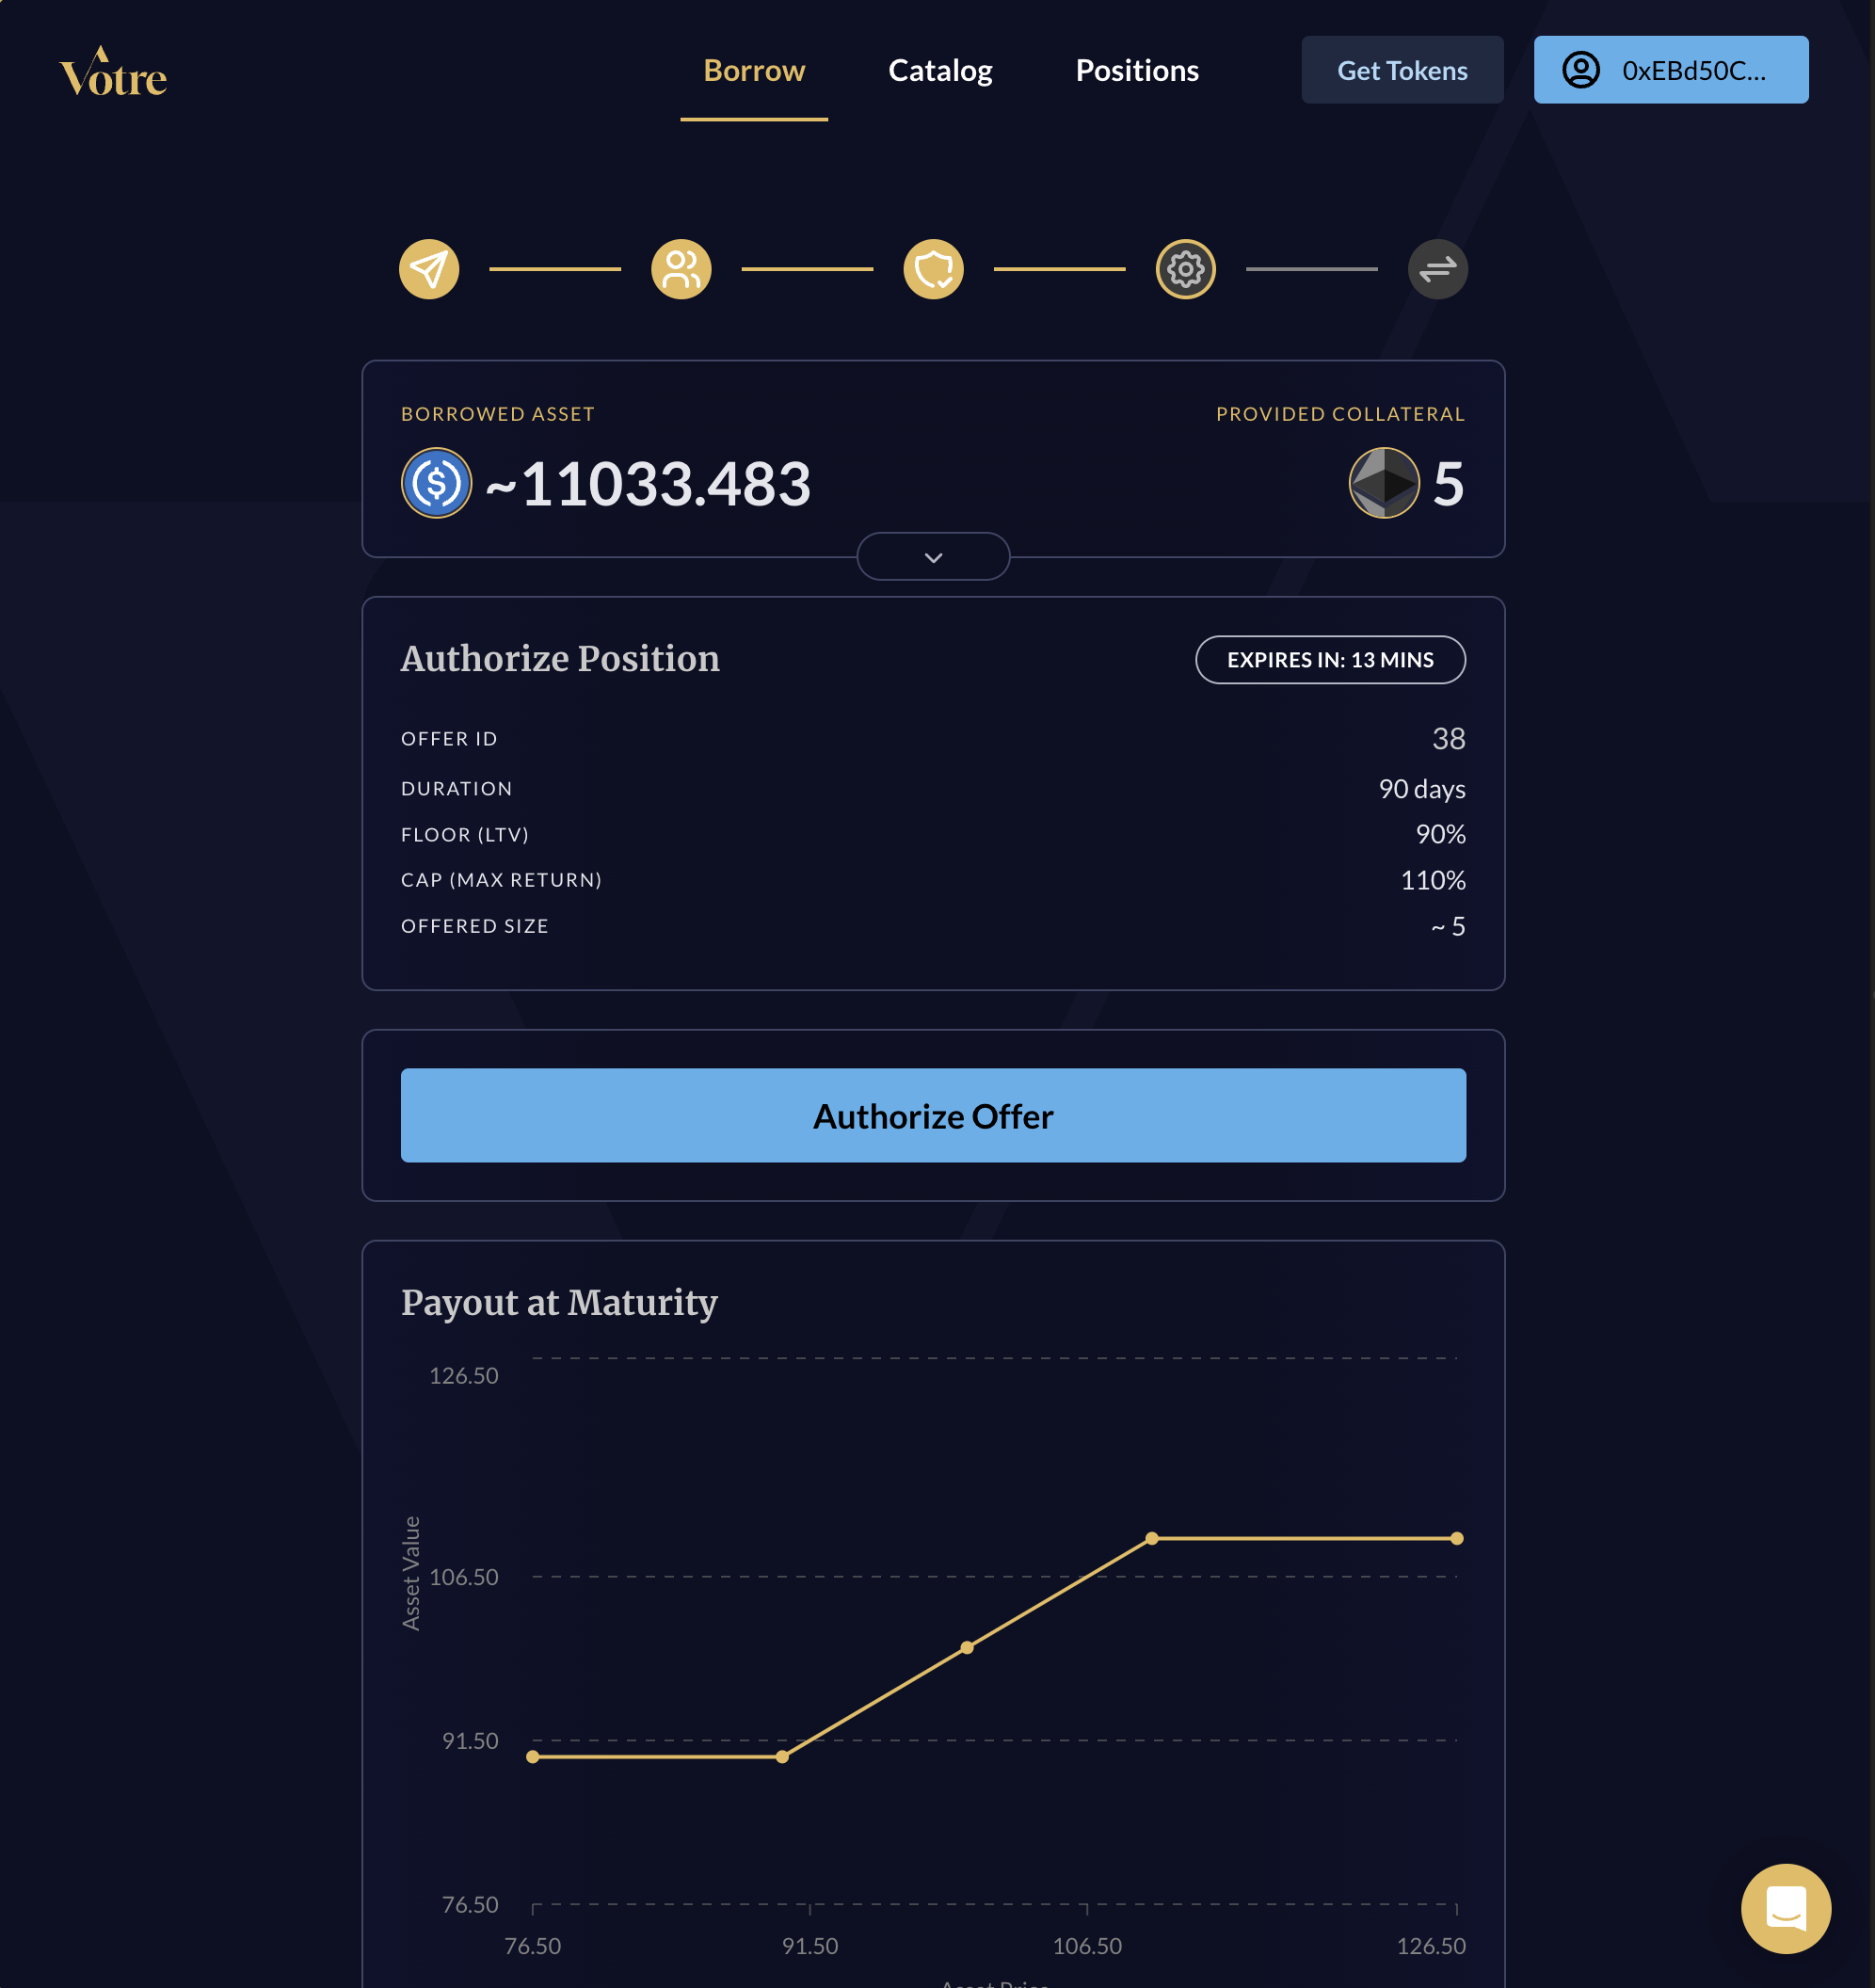 Votre
Borrow
Catalog
Positions
Get Tokens
0xEBd50C...
BORROWED ASSET
PROVIDED COLLATERAL
~11033.483
5
Authorize Position
EXPIRES IN: 13 MINS
OFFER ID
38
DURATION
90 days
FLOOR (LTV)
90%
CAP (MAX RETURN)
110%
OFFERED SIZE
~ 5
Authorize Offer
Payout at Maturity
126.50
Asset Value
106.50
91.50
76.50
76.50
91.50
106.50
126.50
Asset Price